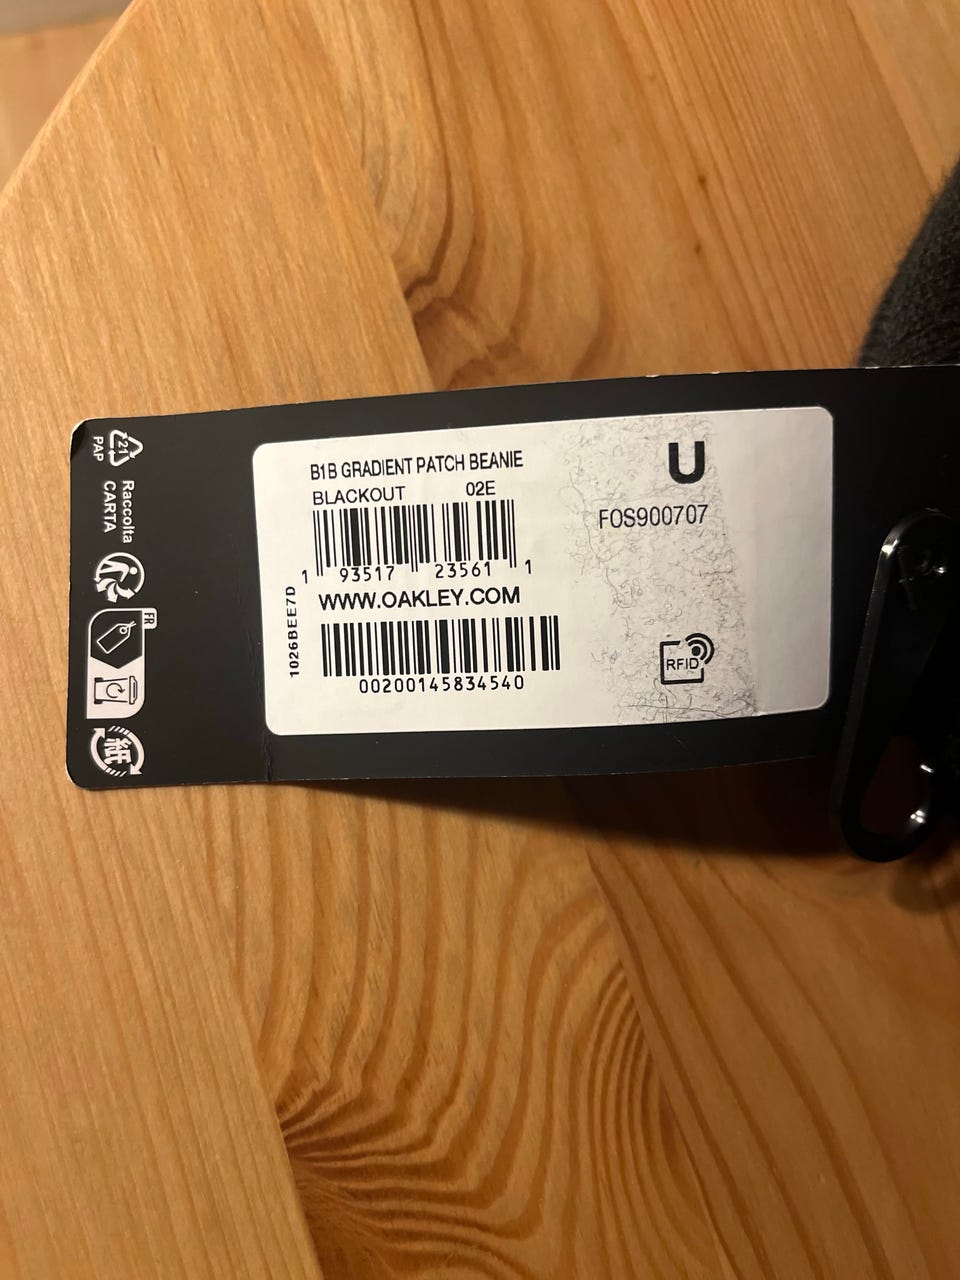 B1B GRADIENT PATCH BEANIE
BLACKOUT 02E
1 93517 23561 1
WWW.OAKLEY.COM
00200145834540
1026BEE7D
U
FOS900707
RFID
21
PAP
Raccolta
CARTA
FR
紙